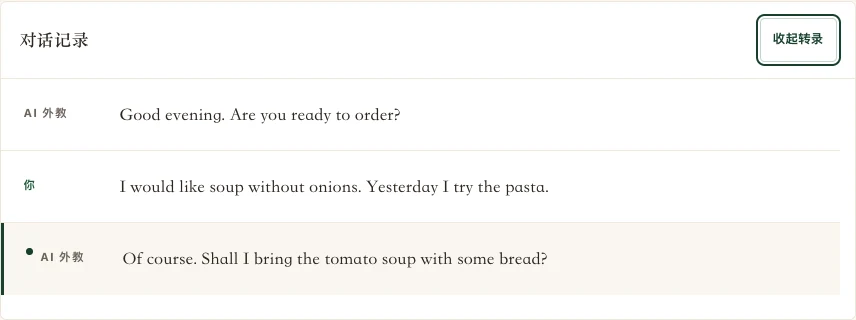 对话记录
收起转录
AI 外教
Good evening. Are you ready to order?
你
I would like soup without onions. Yesterday I try the pasta.
AI 外教
Of course. Shall I bring the tomato soup with some bread?